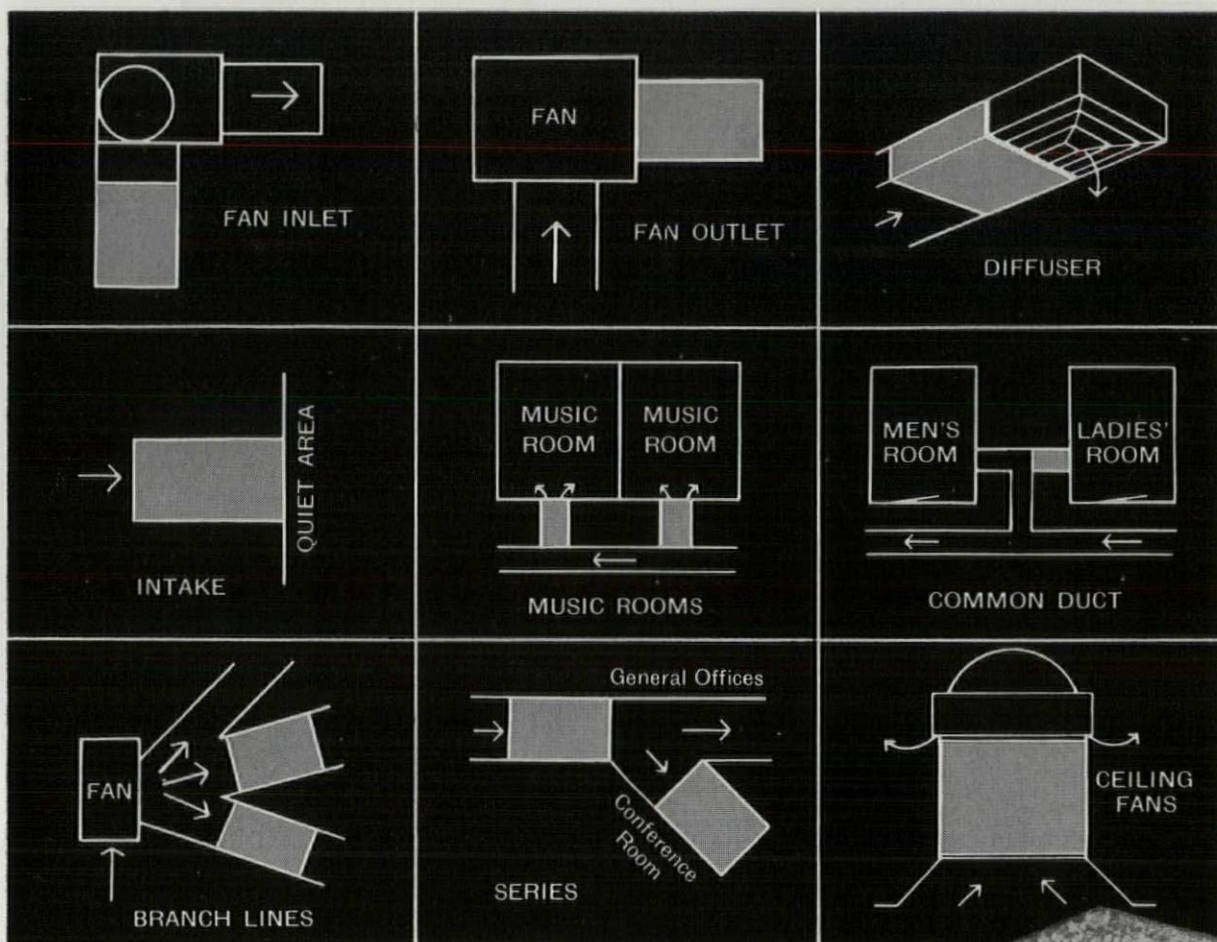 FAN INLET
FAN
FAN OUTLET
DIFFUSER
QUIET AREA
INTAKE
MUSIC
ROOM
MUSIC
ROOM
MUSIC ROOMS
MEN'S
ROOM
LADIES'
ROOM
COMMON DUCT
FAN
BRANCH LINES
General Offices
Conference
Room
SERIES
CEILING
FANS